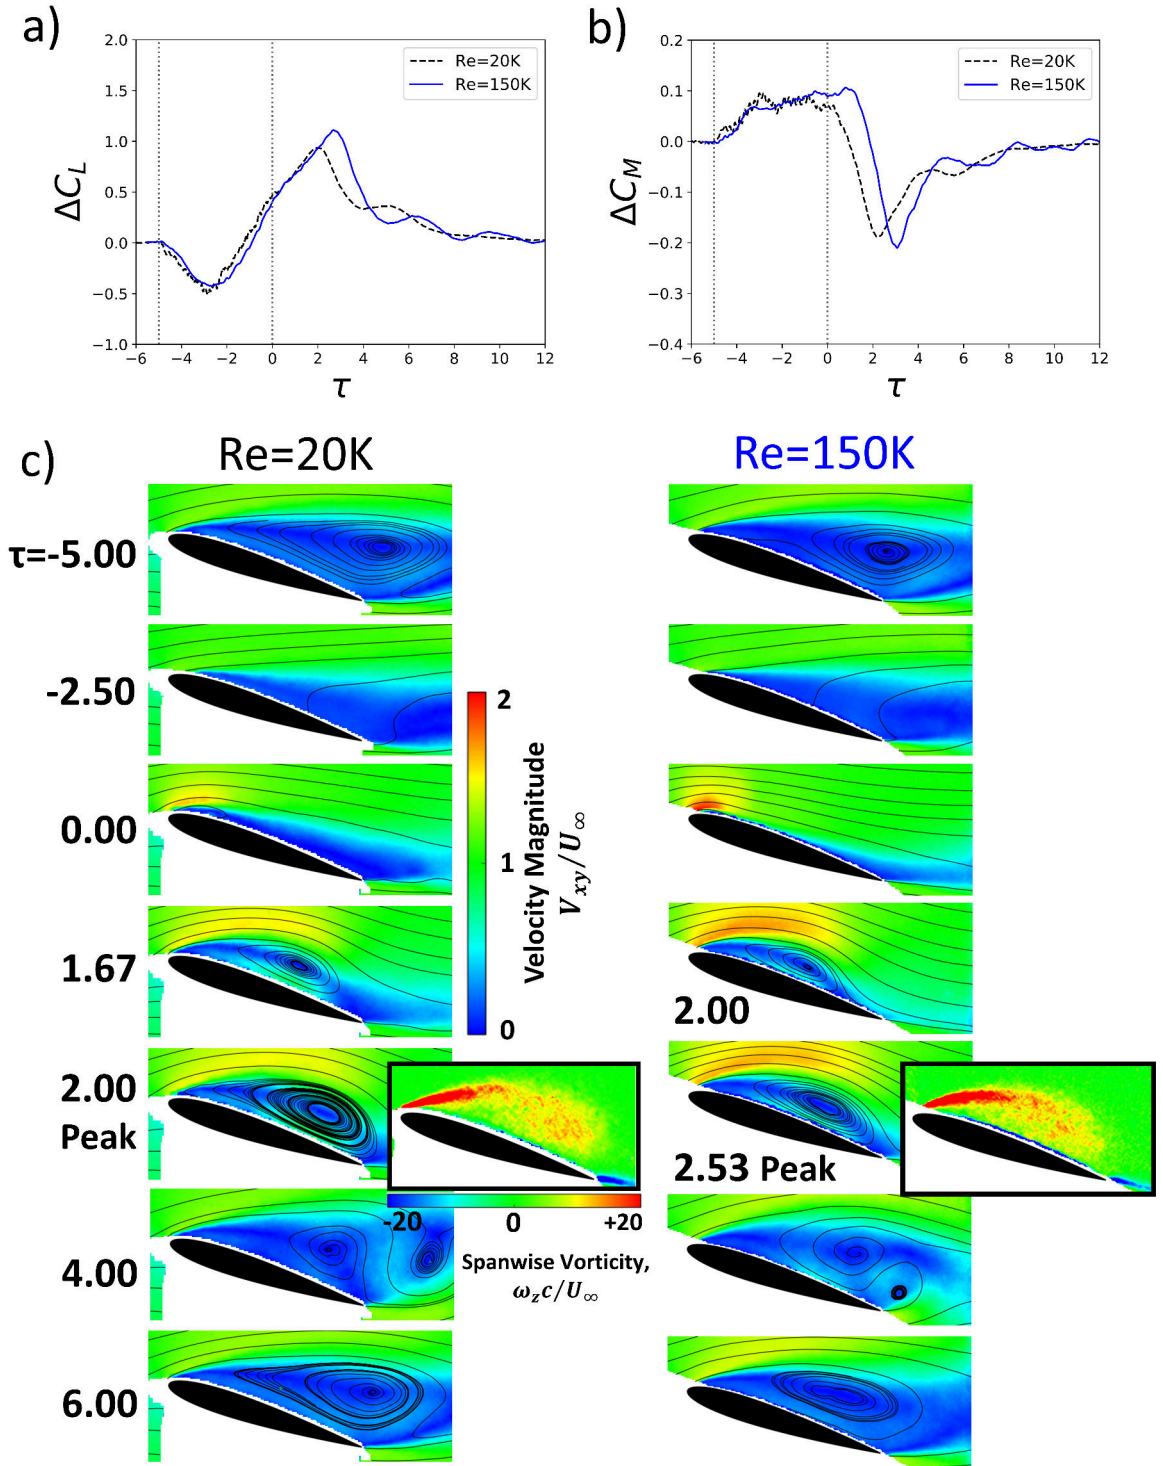 a)
2.0
1.5
1.0
0.5
0.0
−0.5
−1.0
ΔC_L
Re=20K
Re=150K
−6 −4 −2 0 2 4 6 8 10 12
τ
b)
0.2
0.1
0.0
−0.1
−0.2
−0.3
−0.4
ΔC_M
Re=20K
Re=150K
−6 −4 −2 0 2 4 6 8 10 12
τ
c)
Re=20K
Re=150K
τ=-5.00
-2.50
0.00
1.67
2.00
Peak
4.00
6.00
2
1
0
Velocity Magnitude
V_xy/U_∞
2.00
2.53 Peak
-20 0 +20
Spanwise Vorticity,
ω_z c/U_∞